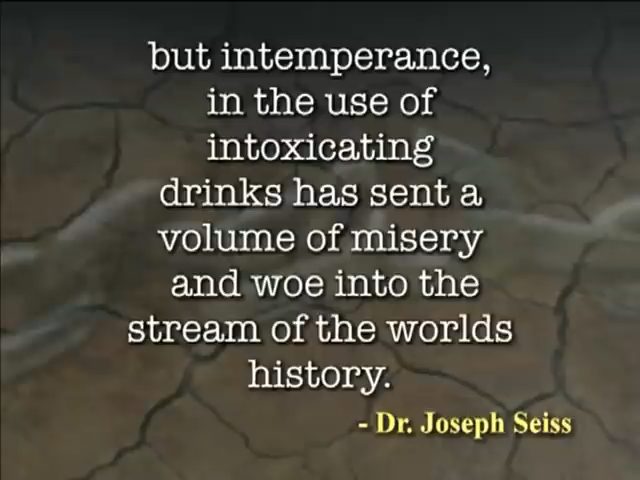 but intemperance,
in the use of
intoxicating
drinks has sent a
volume of misery
and woe into the
stream of the worlds
history.
- Dr. Joseph Seiss